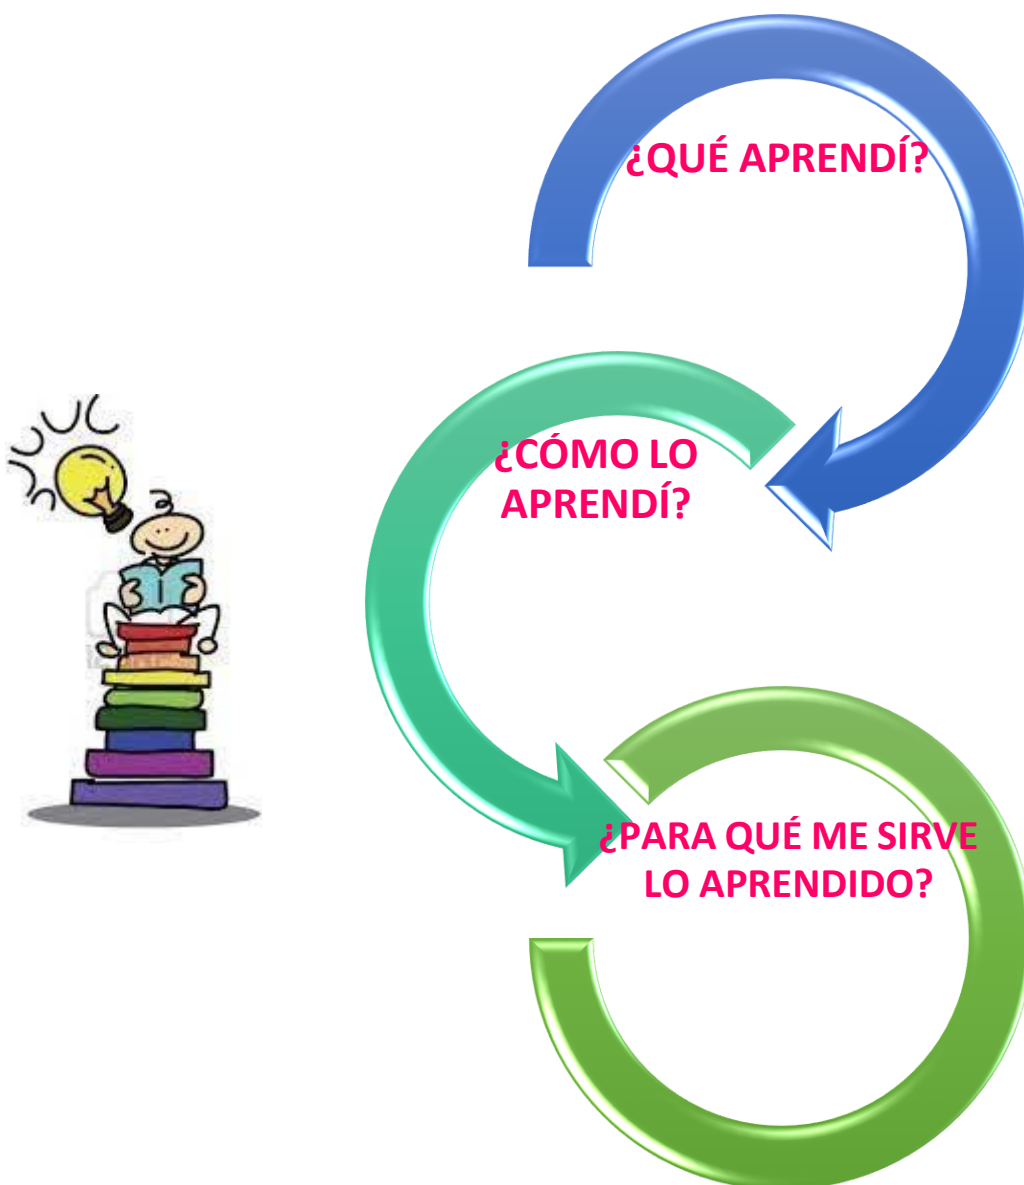 ¿QUÉ APRENDÍ?
¿CÓMO LO
APRENDÍ?
¿PARA QUÉ ME SIRVE
LO APRENDIDO?